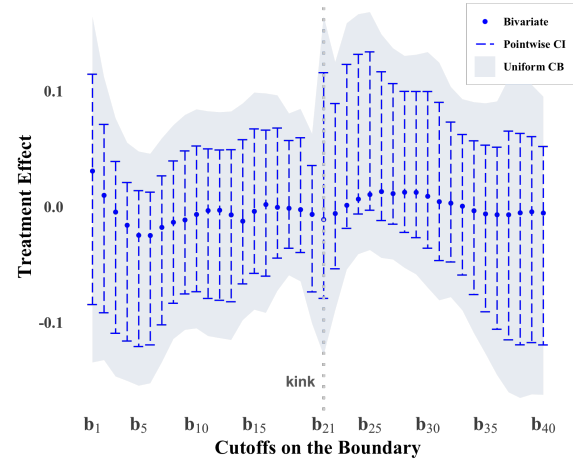 Bivariate
Pointwise CI
Uniform CB
Treatment Effect
0.1
0.0
-0.1
kink
b1 b5 b10 b15 b21 b25 b30 b35 b40
Cutoffs on the Boundary